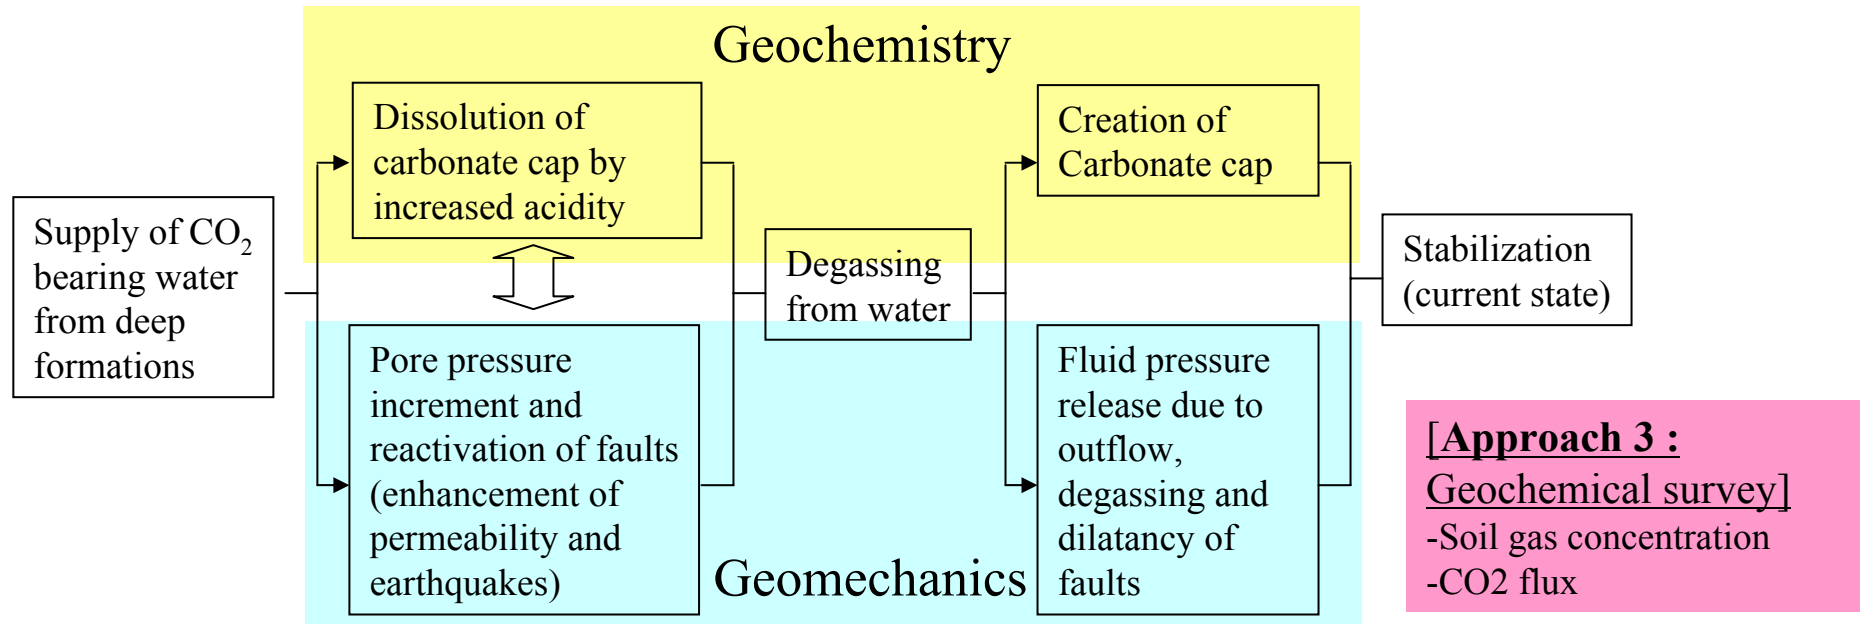 Geochemistry
Supply of CO₂
bearing water
from deep
formations
Dissolution of
carbonate cap by
increased acidity
Pore pressure
increment and
reactivation of faults
(enhancement of
permeability and
earthquakes)
Degassing
from water
Creation of
Carbonate cap
Fluid pressure
release due to
outflow,
degassing and
dilatancy of
faults
Geomechanics
Stabilization
(current state)
[Approach 3 :
Geochemical survey]
-Soil gas concentration
-CO2 flux